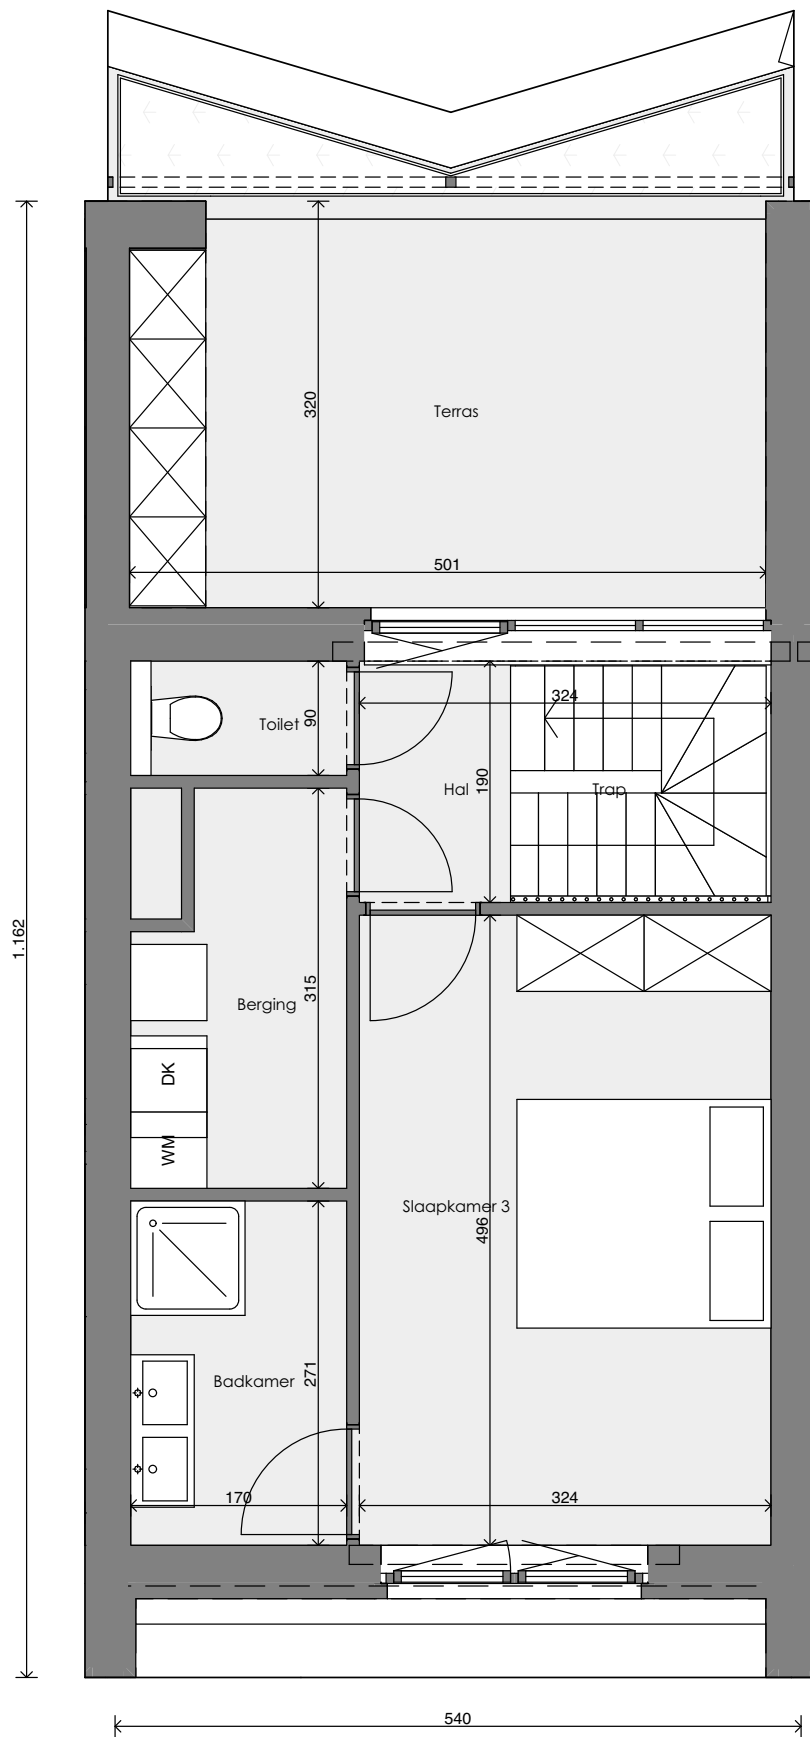 320
Terras
501
324
Toilet
90
Hal
190
Trap
1.162
Berging
315
DK
WM
Slaapkamer 3
496
Badkamer
271
170
324
540